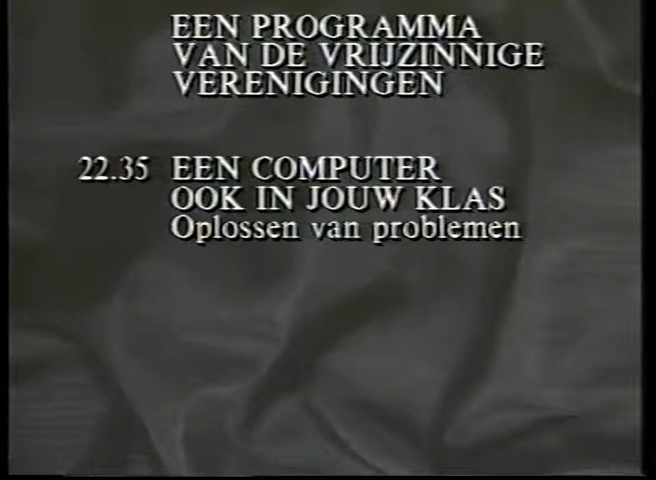 EEN PROGRAMMA
VAN DE VRIJZINNIGE
VERENIGINGEN
22.35 EEN COMPUTER
OOK IN JOUW KLAS
Oplossen van problemen